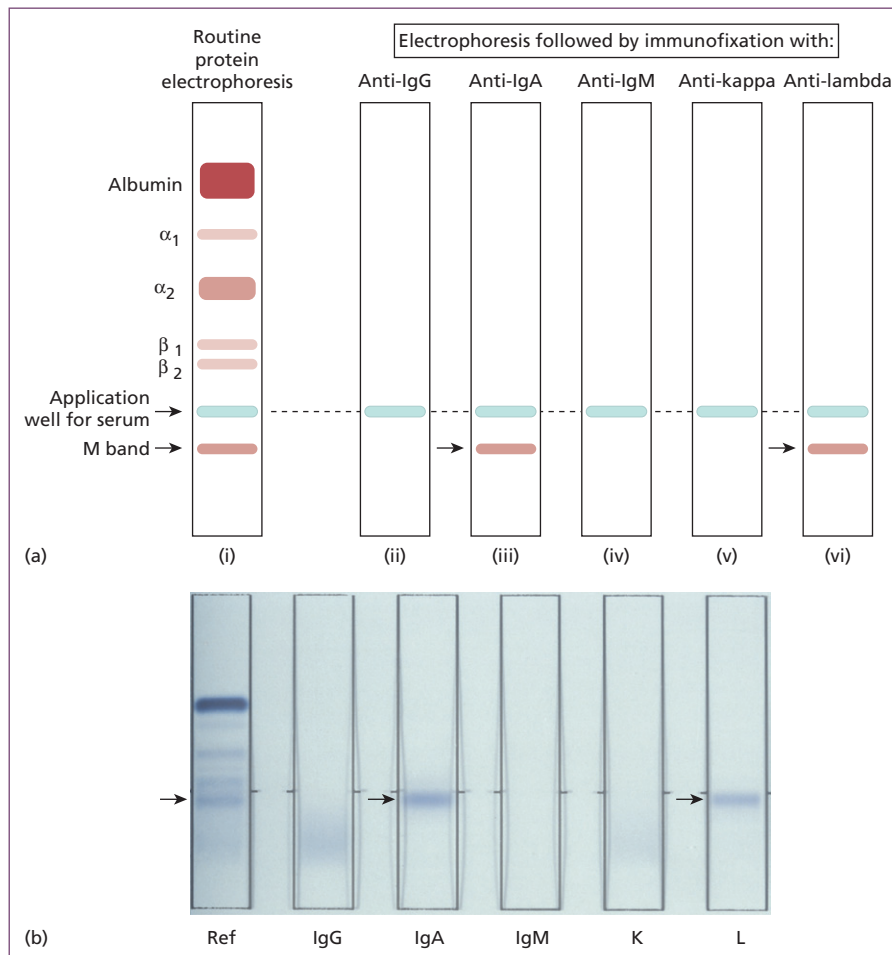 Routine
protein
electrophoresis
Electrophoresis followed by immunofixation with:
Anti-IgG Anti-IgA Anti-IgM Anti-kappa Anti-lambda
Albumin
α1
α2
β1
β2
Application
well for serum
M band
(a) (i) (ii) (iii) (iv) (v) (vi)
(b) Ref IgG IgA IgM K L